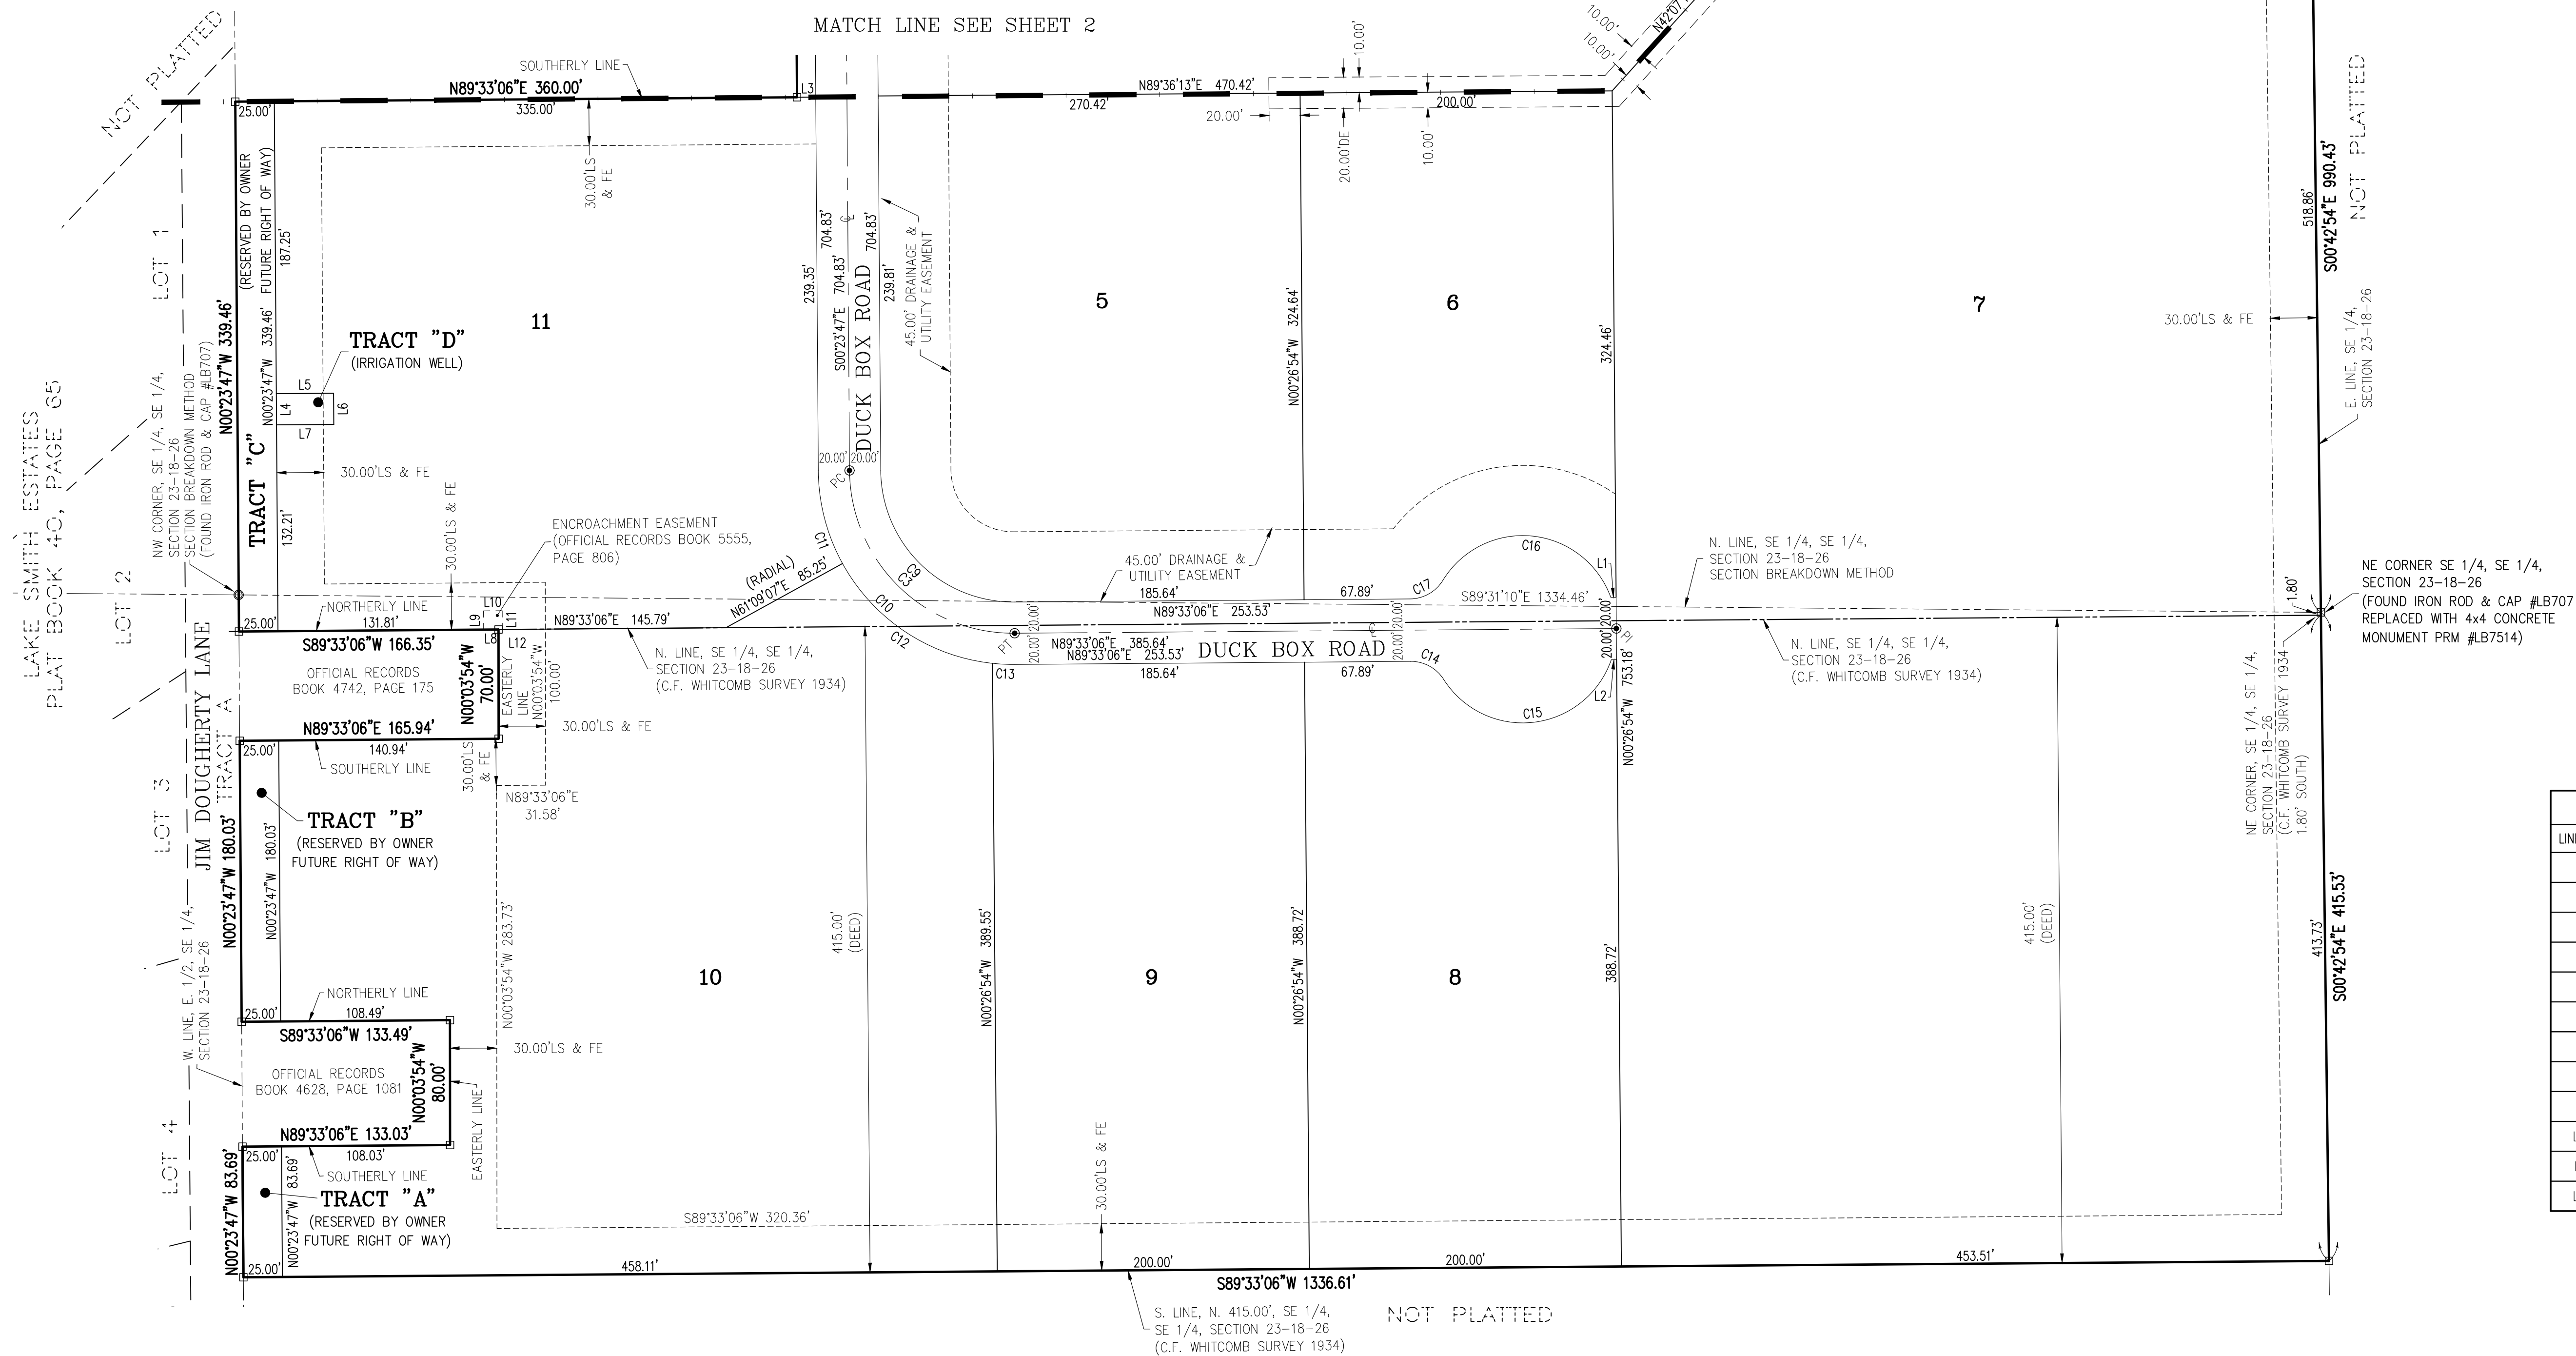 MATCH LINE SEE SHEET 2
NOT PLATTED
SOUTHERLY LINE
N89°33'06"E 360.00'
25.00'
335.00'
L3
N89°36'13"E 470.42'
270.42'
200.00'
20.00'
20.00'DE
10.00'
10.00'
10.00'
10.00'
N42°07'
NOT PLATTED
518.86'
S00°42'54"E 990.43'
E. LINE, SE 1/4,
SECTION 23-18-26
30.00'LS & FE
LAKE SMITH ESTATES
PLAT BOOK 40, PAGE 65
LOT 1
LOT 2
LOT 3
LOT 4
TRACT A
JIM DOUGHERTY LANE
NW CORNER, SE 1/4, SE 1/4,
SECTION 23-18-26
SECTION BREAKDOWN METHOD
(FOUND IRON ROD & CAP #LB707)
N00°23'47"W 339.46'
TRACT "C"
(RESERVED BY OWNER
FUTURE RIGHT OF WAY)
N00°23'47"W 339.46'
187.25'
132.21'
30.00'LS
& FE
11
TRACT "D"
(IRRIGATION WELL)
L5
L4
L6
L7
30.00'LS & FE
30.00'LS & FE
239.35'
704.83'
S00°23'47"E 704.83'
704.83'
239.81'
℄
DUCK BOX ROAD
45.00' DRAINAGE &
UTILITY EASEMENT
20.00'
20.00'
PC
5
6
7
N00°26'54"W 324.64'
324.46'
C11
C9
C3
C10
C12
ENCROACHMENT EASEMENT
(OFFICIAL RECORDS BOOK 5555,
PAGE 806)
(RADIAL)
N61°09'07"E 85.25'
45.00' DRAINAGE &
UTILITY EASEMENT
C16
C17
L1
N. LINE, SE 1/4, SE 1/4,
SECTION 23-18-26
SECTION BREAKDOWN METHOD
S89°31'10"E 1334.46'
1.80'
NE CORNER SE 1/4, SE 1/4,
SECTION 23-18-26
(FOUND IRON ROD & CAP #LB707
REPLACED WITH 4x4 CONCRETE
MONUMENT PRM #LB7514)
185.64'
67.89'
N89°33'06"E 253.53'
20.00'
20.00'
20.00'
20.00'
20.00'
20.00'
℄
PI
PT
N89°33'06"E 385.64'
N89°33'06"E 253.53'
DUCK BOX ROAD
185.64'
67.89'
C13
C14
C15
L2
N. LINE, SE 1/4, SE 1/4,
SECTION 23-18-26
(C.F. WHITCOMB SURVEY 1934)
NORTHERLY LINE
25.00'
131.81'
L10
L9
L11
L8
L12
N89°33'06"E 145.79'
S89°33'06"W 166.35'
OFFICIAL RECORDS
BOOK 4742, PAGE 175
N00°03'54"W
70.00'
EASTERLY
LINE
N00°03'54"W
100.00'
N. LINE, SE 1/4, SE 1/4,
SECTION 23-18-26
(C.F. WHITCOMB SURVEY 1934)
N89°33'06"E 165.94'
25.00'
140.94'
SOUTHERLY LINE
30.00'LS & FE
30.00'LS
& FE
N89°33'06"E
31.58'
TRACT "B"
(RESERVED BY OWNER
FUTURE RIGHT OF WAY)
N00°23'47"W 180.03'
N00°23'47"W 180.03'
N00°26'54"W 753.18'
NE CORNER, SE 1/4, SE 1/4,
SECTION 23-18-26
(C.F. WHITCOMB SURVEY 1934
1.80' SOUTH)
LIN
L
L
W. LINE, E. 1/2, SE 1/4,
SECTION 23-18-26
NORTHERLY LINE
25.00'
108.49'
S89°33'06"W 133.49'
OFFICIAL RECORDS
BOOK 4628, PAGE 1081
N00°03'54"W
80.00'
EASTERLY LINE
30.00'LS & FE
N00°03'54"W 283.73'
10
9
8
415.00'
(DEED)
N00°26'54"W 389.55'
N00°26'54"W 388.72'
388.72'
415.00'
(DEED)
413.73'
S00°42'54"E 415.53'
N89°33'06"E 133.03'
25.00'
108.03'
SOUTHERLY LINE
TRACT "A"
(RESERVED BY OWNER
FUTURE RIGHT OF WAY)
N00°23'47"W 83.69'
N00°23'47"W 83.69'
S89°33'06"W 320.36'
30.00'LS & FE
25.00'
458.11'
200.00'
200.00'
453.51'
S89°33'06"W 1336.61'
S. LINE, N. 415.00', SE 1/4,
SE 1/4, SECTION 23-18-26
(C.F. WHITCOMB SURVEY 1934)
NOT PLATTED